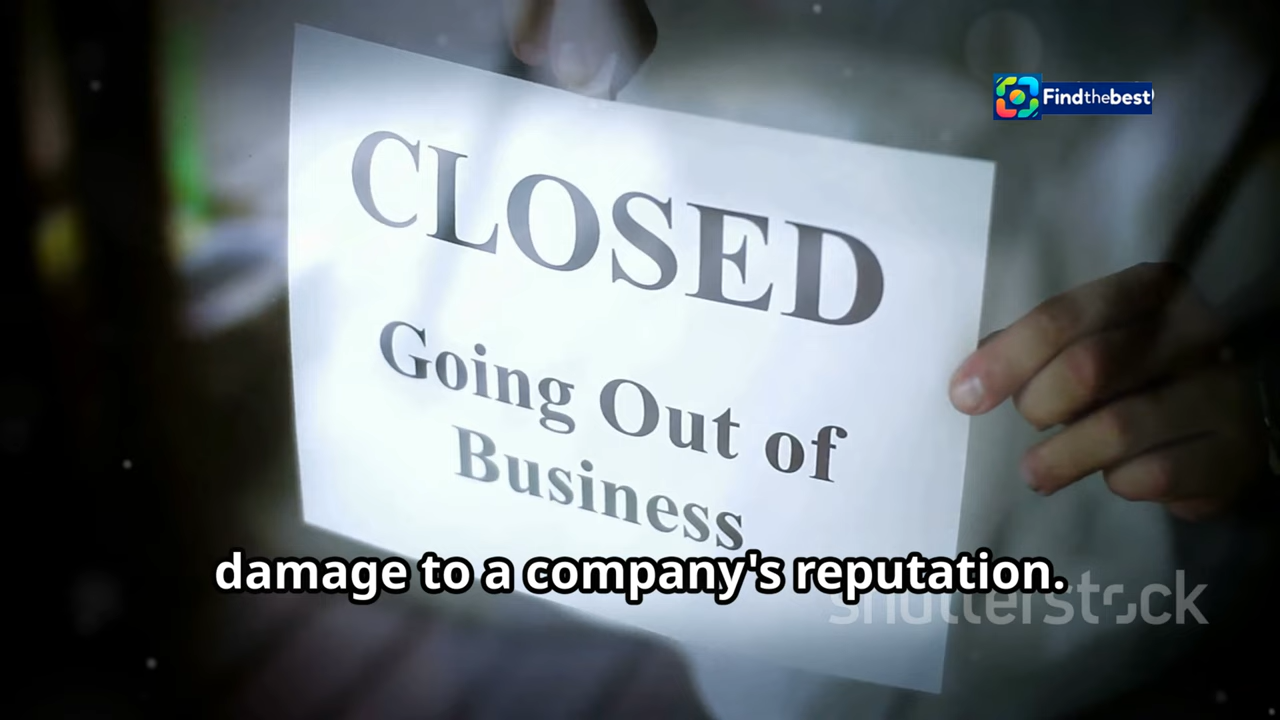 Findthebest
CLOSED
Going Out of
Business
damage to a company's reputation.
shutterstock